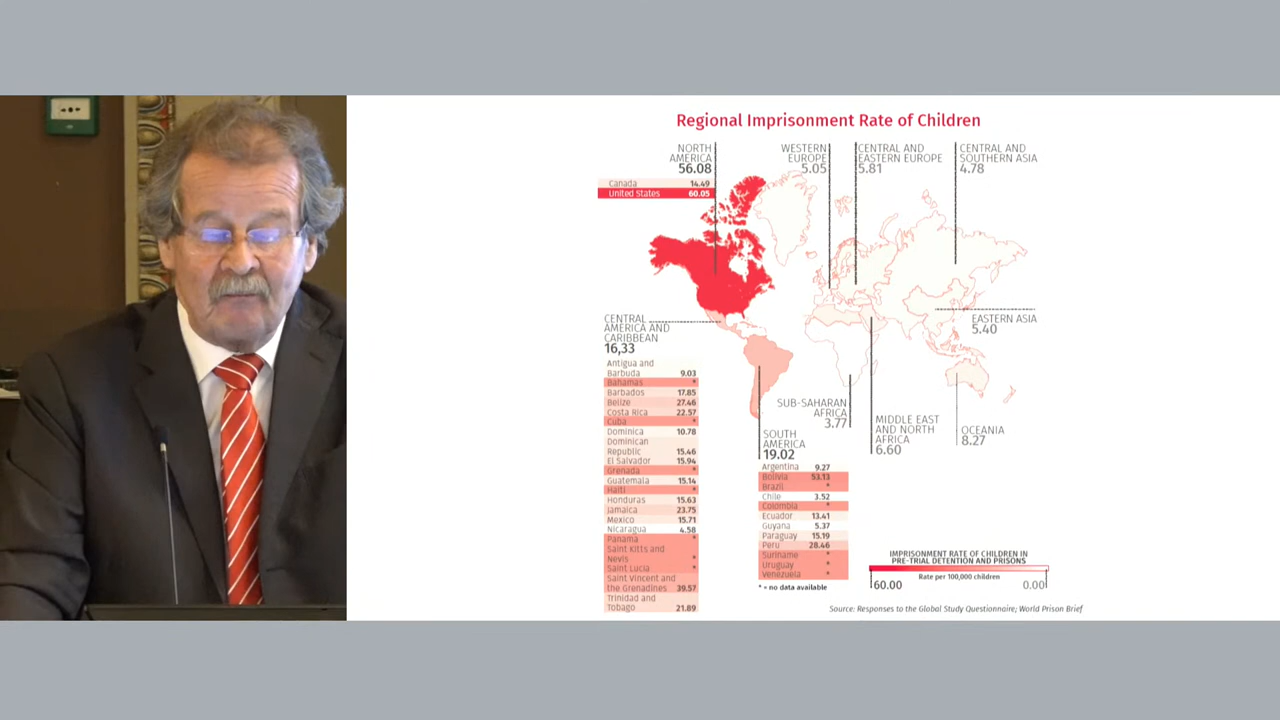 Regional Imprisonment Rate of Children
NORTH
AMERICA
56.08
Canada 14.49
United States 60.05
WESTERN
EUROPE
5.05
CENTRAL AND
EASTERN EUROPE
5.81
CENTRAL AND
SOUTHERN ASIA
4.78
CENTRAL
AMERICA AND
CARIBBEAN
16,33
Antigua and
Barbuda 9.03
Bahamas *
Barbados 17.85
Belize 27.46
Costa Rica 22.57
Cuba *
Dominica 10.78
Dominican
Republic 15.46
El Salvador 15.94
Grenada *
Guatemala 15.14
Haiti *
Honduras 15.63
Jamaica 23.75
Mexico 15.71
Nicaragua 4.58
Panama *
Saint Kitts and
Nevis *
Saint Lucia *
Saint Vincent and
the Grenadines 39.57
Trinidad and
Tobago 21.89
EASTERN ASIA
5.40
SUB-SAHARAN
AFRICA
3.77
SOUTH
AMERICA
19.02
Argentina 9.27
Bolivia 53.13
Brazil *
Chile 3.52
Colombia *
Ecuador 13.41
Guyana 5.37
Paraguay 15.19
Peru 28.46
Suriname *
Uruguay *
Venezuela *
* = no data available
MIDDLE EAST
AND NORTH
AFRICA
6.60
OCEANIA
8.27
IMPRISONMENT RATE OF CHILDREN IN
PRE-TRIAL DETENTION AND PRISONS
Rate per 100,000 children
60.00 0.00
Source: Responses to the Global Study Questionnaire; World Prison Brief